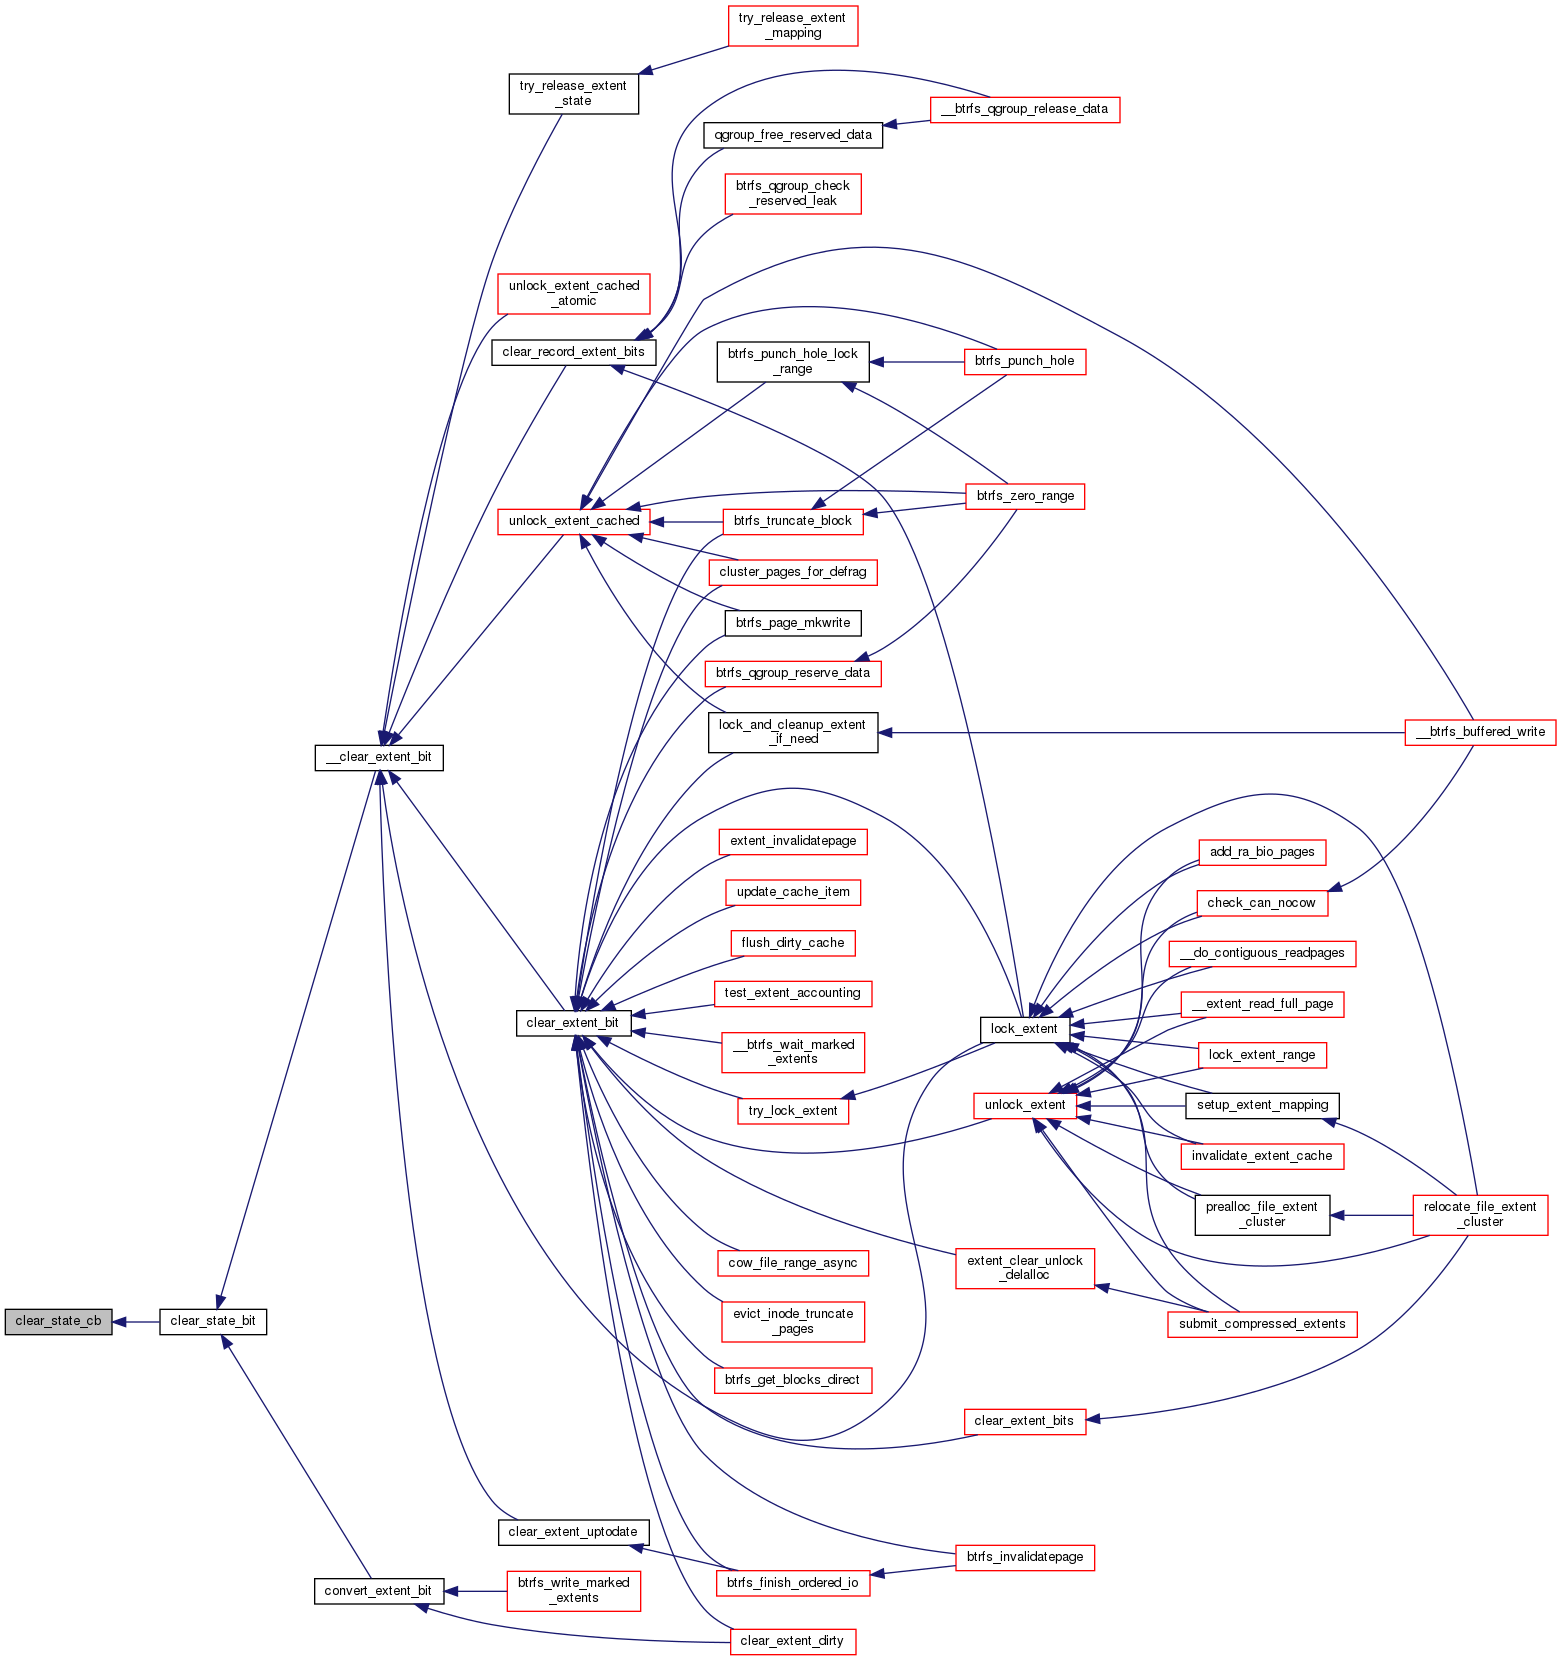 try_release_extent
_mapping
try_release_extent
_state
__btrfs_qgroup_release_data
qgroup_free_reserved_data
btrfs_qgroup_check
_reserved_leak
unlock_extent_cached
_atomic
clear_record_extent_bits
btrfs_punch_hole_lock
_range
btrfs_punch_hole
btrfs_zero_range
unlock_extent_cached
btrfs_truncate_block
cluster_pages_for_defrag
btrfs_page_mkwrite
btrfs_qgroup_reserve_data
lock_and_cleanup_extent
_if_need
__btrfs_buffered_write
__clear_extent_bit
extent_invalidatepage
add_ra_bio_pages
update_cache_item
check_can_nocow
flush_dirty_cache
__do_contiguous_readpages
test_extent_accounting
__extent_read_full_page
clear_extent_bit
lock_extent
__btrfs_wait_marked
_extents
lock_extent_range
try_lock_extent
unlock_extent
setup_extent_mapping
invalidate_extent_cache
prealloc_file_extent
_cluster
relocate_file_extent
_cluster
cow_file_range_async
extent_clear_unlock
_delalloc
clear_state_cb
clear_state_bit
evict_inode_truncate
_pages
submit_compressed_extents
btrfs_get_blocks_direct
clear_extent_bits
clear_extent_uptodate
btrfs_invalidatepage
btrfs_finish_ordered_io
convert_extent_bit
btrfs_write_marked
_extents
clear_extent_dirty